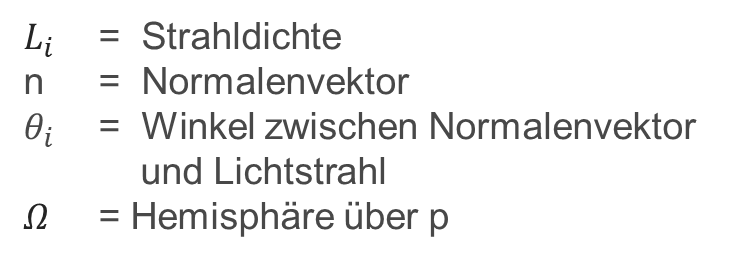 Lᵢ = Strahldichte
n = Normalenvektor
θᵢ = Winkel zwischen Normalenvektor
und Lichtstrahl
Ω = Hemisphäre über p